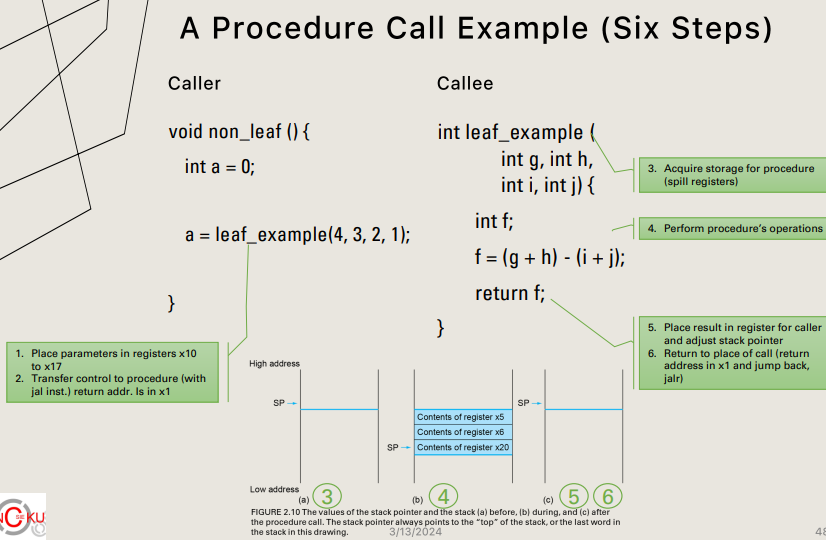 A Procedure Call Example (Six Steps)
Caller
void non_leaf () {
int a = 0;
a = leaf_example(4, 3, 2, 1);
}
1. Place parameters in registers x10
to x17
2. Transfer control to procedure (with
jal inst.) return addr. Is in x1
Callee
int leaf_example (
int g, int h,
int i, int j) {
int f;
f = (g + h) - (i + j);
return f;
}
3. Acquire storage for procedure
(spill registers)
4. Perform procedure's operations
5. Place result in register for caller
and adjust stack pointer
6. Return to place of call (return
address in x1 and jump back,
jalr)
High address
SP
SP
Contents of register x5
Contents of register x6
SP
Contents of register x20
Low address
(a) 3
(b) 4
(c) 5 6
FIGURE 2.10 The values of the stack pointer and the stack (a) before, (b) during, and (c) after
the procedure call. The stack pointer always points to the "top" of the stack, or the last word in
the stack in this drawing.
3/13/2024
48
NCKU